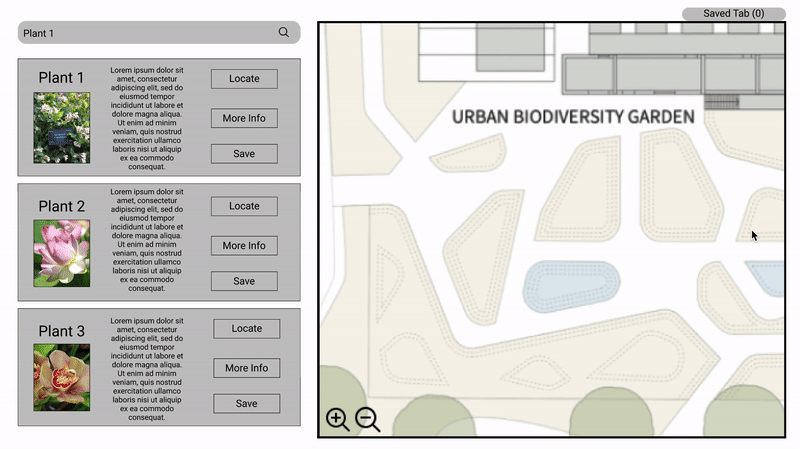 Saved Tab (0)
Plant 1
Plant 1
Lorem ipsum dolor sit
amet, consectetur
adipiscing elit, sed do
eiusmod tempor
incididunt ut labore et
dolore magna aliqua.
Ut enim ad minim
veniam, quis nostrud
exercitation ullamco
laboris nisi ut aliquip
ex ea commodo
consequat.
Locate
More Info
Save
Plant 2
Lorem ipsum dolor sit
amet, consectetur
adipiscing elit, sed do
eiusmod tempor
incididunt ut labore et
dolore magna aliqua.
Ut enim ad minim
veniam, quis nostrud
exercitation ullamco
laboris nisi ut aliquip
ex ea commodo
consequat.
Locate
More Info
Save
Plant 3
Lorem ipsum dolor sit
amet, consectetur
adipiscing elit, sed do
eiusmod tempor
incididunt ut labore et
dolore magna aliqua.
Ut enim ad minim
veniam, quis nostrud
exercitation ullamco
laboris nisi ut aliquip
ex ea commodo
consequat.
Locate
More Info
Save
URBAN BIODIVERSITY GARDEN